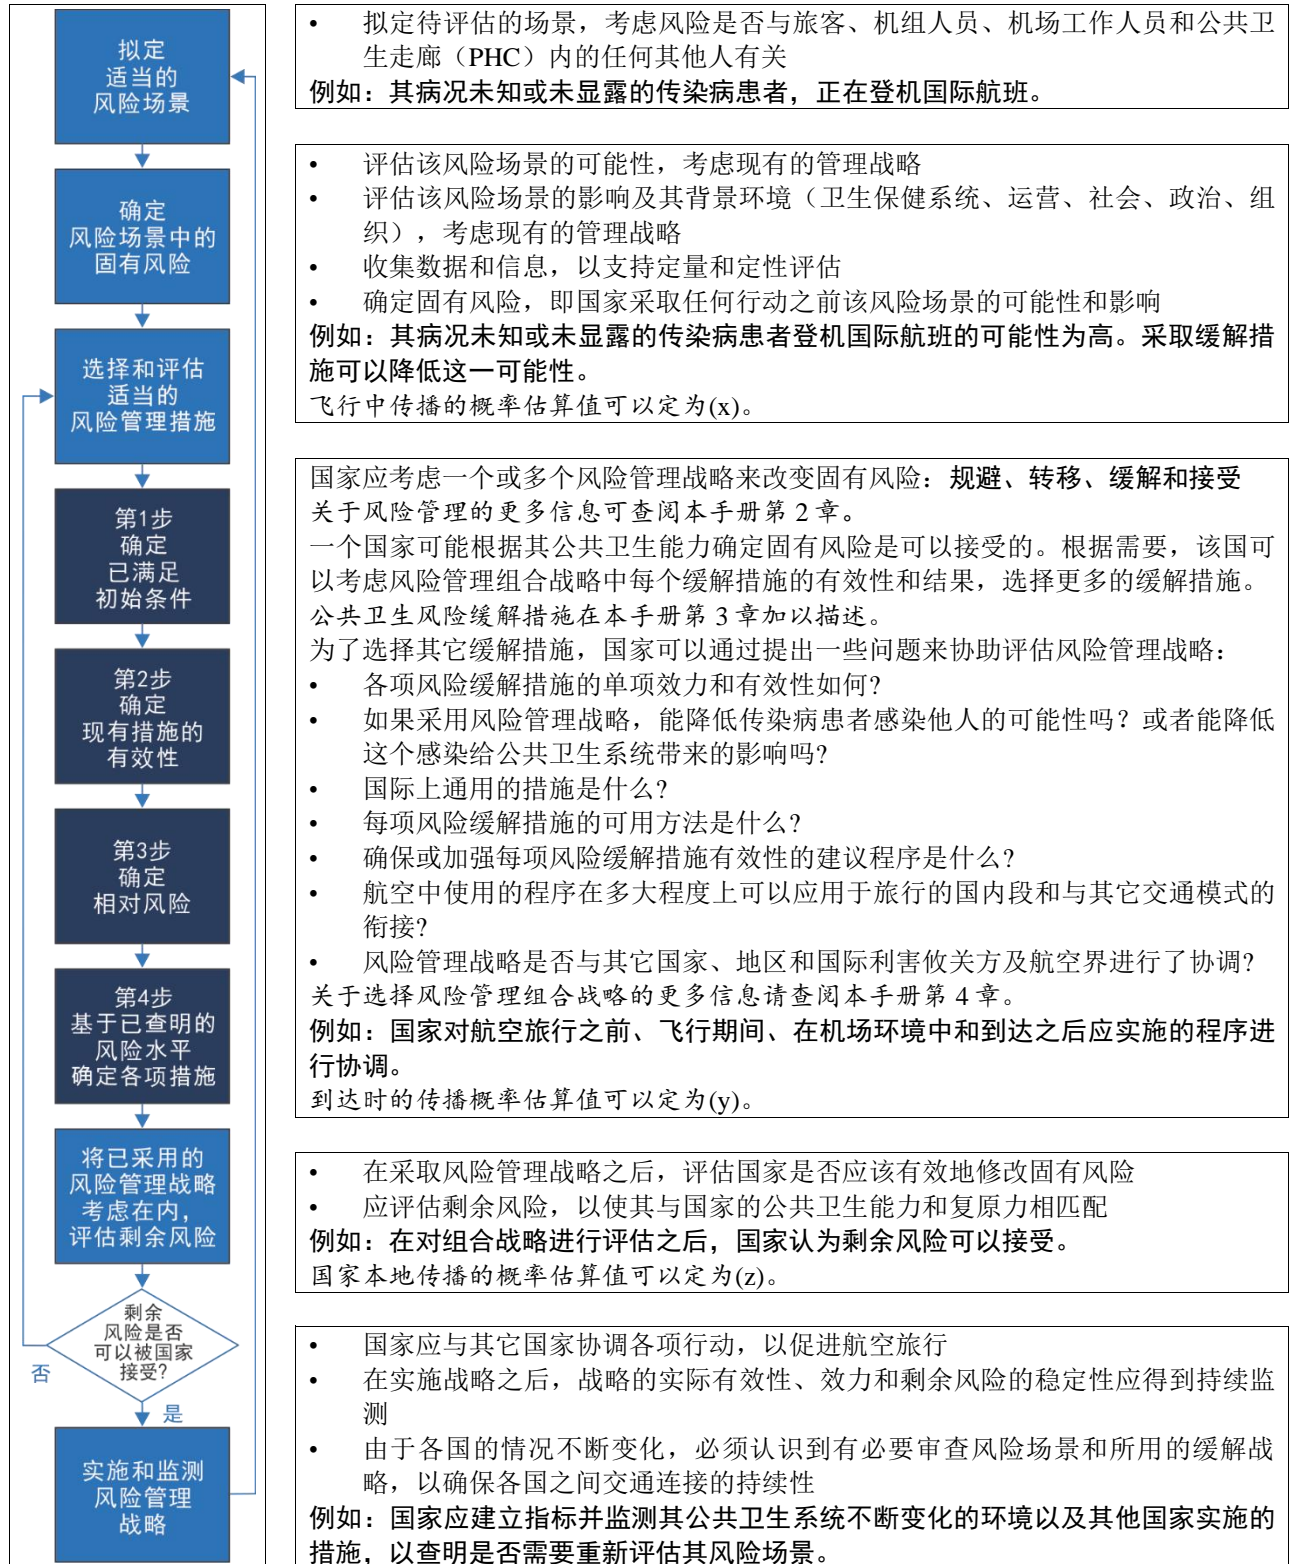 拟定
适当的
风险场景
确定
风险场景中的
固有风险
选择和评估
适当的
风险管理措施
第1步
确定
已满足
初始条件
第2步
确定
现有措施的
有效性
第3步
确定
相对风险
第4步
基于已查明的
风险水平
确定各项措施
将已采用的
风险管理战略
考虑在内，
评估剩余风险
剩余
风险是否
可以被国家
接受?
否
是
实施和监测
风险管理
战略
• 拟定待评估的场景，考虑风险是否与旅客、机组人员、机场工作人员和公共卫
生走廊（PHC）内的任何其他人有关
例如：其病况未知或未显露的传染病患者，正在登机国际航班。
• 评估该风险场景的可能性，考虑现有的管理战略
• 评估该风险场景的影响及其背景环境（卫生保健系统、运营、社会、政治、组
织），考虑现有的管理战略
• 收集数据和信息，以支持定量和定性评估
• 确定固有风险，即国家采取任何行动之前该风险场景的可能性和影响
例如：其病况未知或未显露的传染病患者登机国际航班的可能性为高。采取缓解措
施可以降低这一可能性。
飞行中传播的概率估算值可以定为(x)。
国家应考虑一个或多个风险管理战略来改变固有风险：规避、转移、缓解和接受
关于风险管理的更多信息可查阅本手册第 2 章。
一个国家可能根据其公共卫生能力确定固有风险是可以接受的。根据需要，该国可
以考虑风险管理组合战略中每个缓解措施的有效性和结果，选择更多的缓解措施。
公共卫生风险缓解措施在本手册第 3 章加以描述。
为了选择其它缓解措施，国家可以通过提出一些问题来协助评估风险管理战略：
• 各项风险缓解措施的单项效力和有效性如何?
• 如果采用风险管理战略，能降低传染病患者感染他人的可能性吗？或者能降低
这个感染给公共卫生系统带来的影响吗?
• 国际上通用的措施是什么?
• 每项风险缓解措施的可用方法是什么?
• 确保或加强每项风险缓解措施有效性的建议程序是什么?
• 航空中使用的程序在多大程度上可以应用于旅行的国内段和与其它交通模式的
衔接?
• 风险管理战略是否与其它国家、地区和国际利害攸关方及航空界进行了协调?
关于选择风险管理组合战略的更多信息请查阅本手册第 4 章。
例如：国家对航空旅行之前、飞行期间、在机场环境中和到达之后应实施的程序进
行协调。
到达时的传播概率估算值可以定为(y)。
• 在采取风险管理战略之后，评估国家是否应该有效地修改固有风险
• 应评估剩余风险，以使其与国家的公共卫生能力和复原力相匹配
例如：在对组合战略进行评估之后，国家认为剩余风险可以接受。
国家本地传播的概率估算值可以定为(z)。
• 国家应与其它国家协调各项行动，以促进航空旅行
• 在实施战略之后，战略的实际有效性、效力和剩余风险的稳定性应得到持续监
测
• 由于各国的情况不断变化，必须认识到有必要审查风险场景和所用的缓解战
略，以确保各国之间交通连接的持续性
例如：国家应建立指标并监测其公共卫生系统不断变化的环境以及其他国家实施的
措施，以查明是否需要重新评估其风险场景。